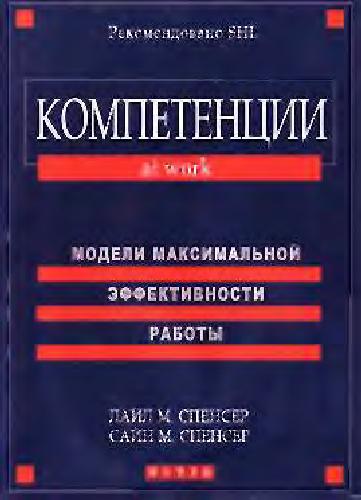 Рекомендовано SHL
КОМПЕТЕНЦИИ
at work
МОДЕЛИ МАКСИМАЛЬНОЙ
ЭФФЕКТИВНОСТИ
РАБОТЫ
ЛАЙЛ М. СПЕНСЕР
САЙН М. СПЕНСЕР